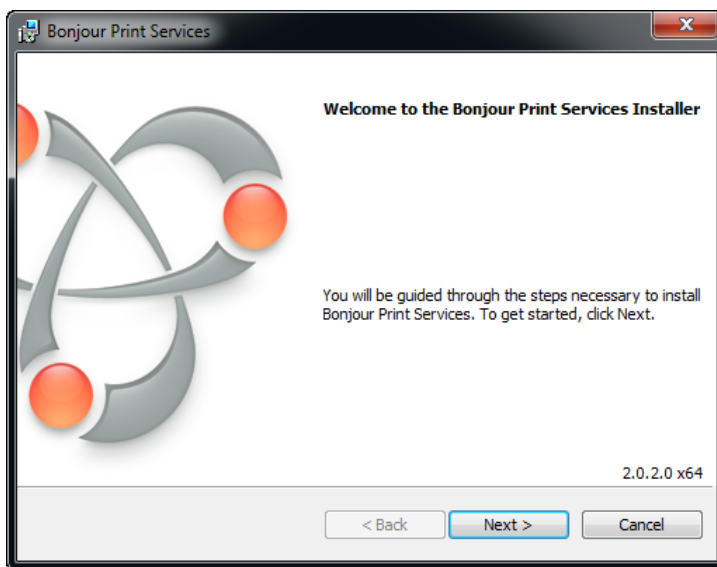 Bonjour Print Services
Welcome to the Bonjour Print Services Installer
You will be guided through the steps necessary to install
Bonjour Print Services. To get started, click Next.
2.0.2.0 x64
< Back
Next >
Cancel